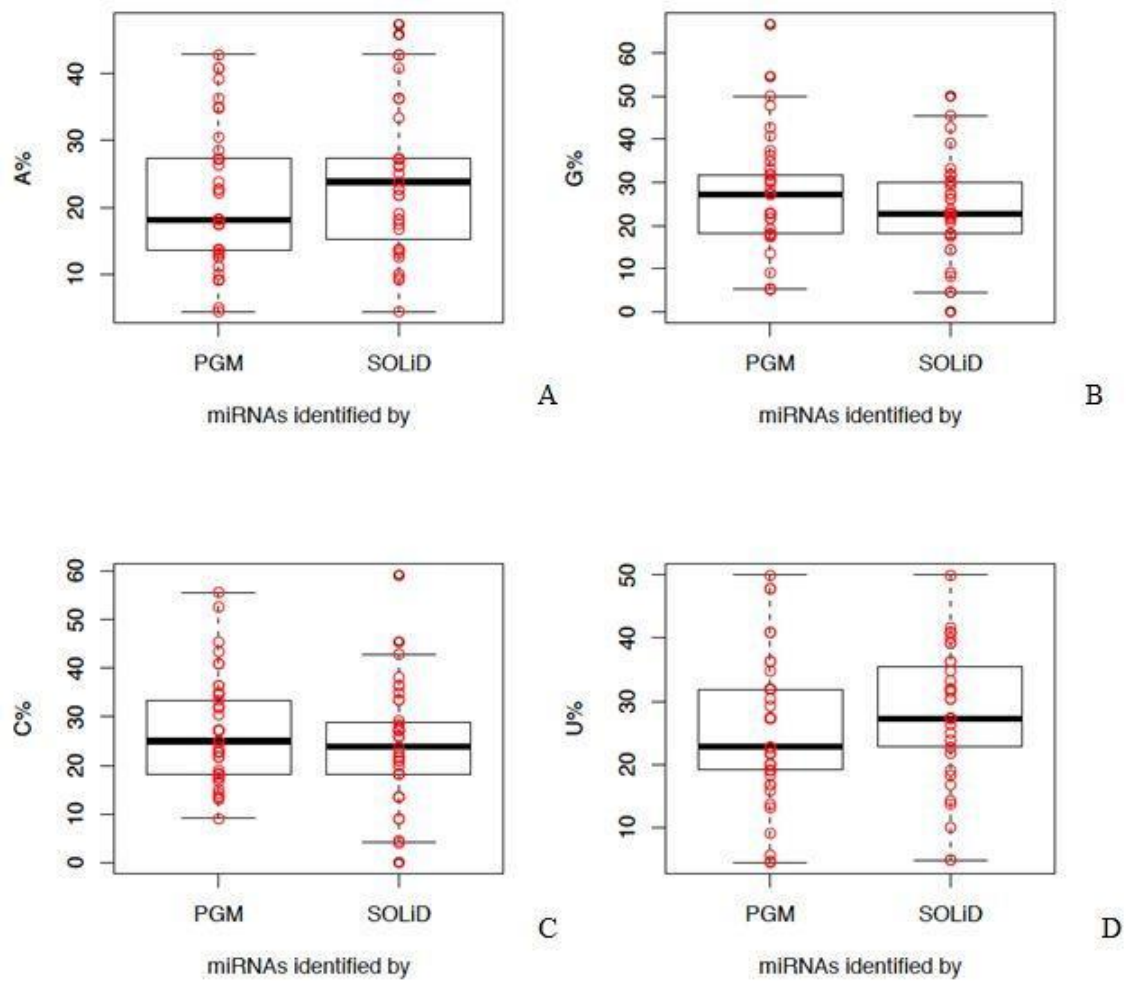 A%
40
30
20
10
PGM SOLiD
miRNAs identified by
A
G%
60
50
40
30
20
10
0
PGM SOLiD
miRNAs identified by
B
C%
60
50
40
30
20
10
0
PGM SOLiD
miRNAs identified by
C
U%
50
40
30
20
10
PGM SOLiD
miRNAs identified by
D